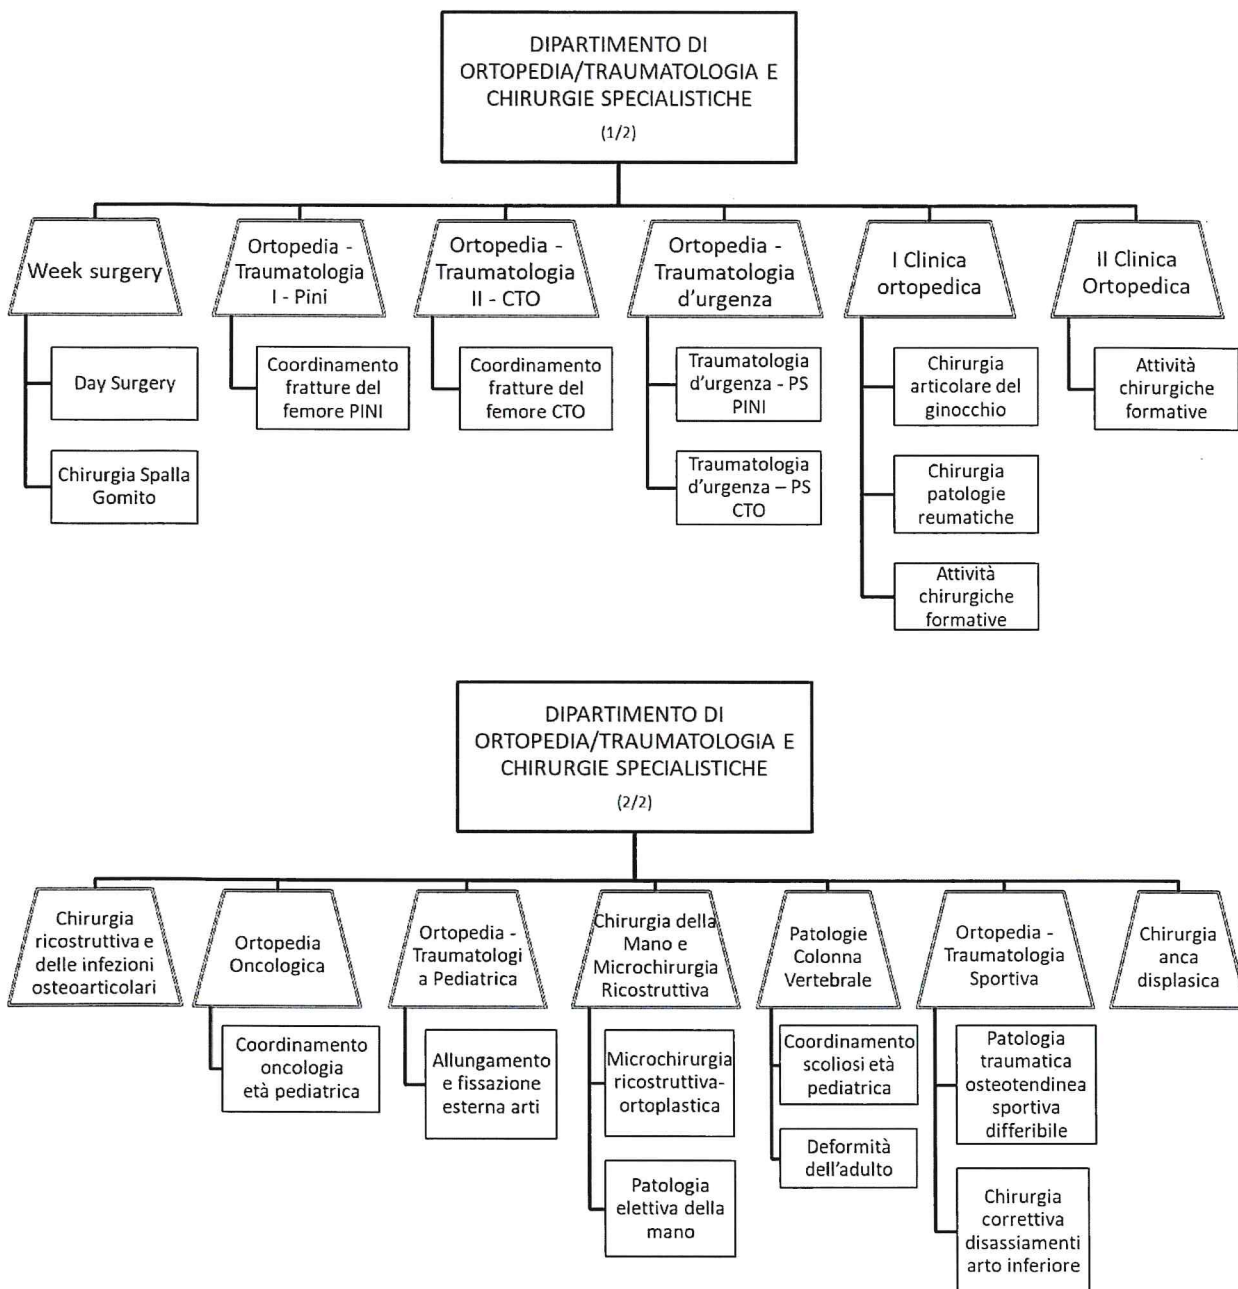 DIPARTIMENTO DI
ORTOPEDIA/TRAUMATOLOGIA E
CHIRURGIE SPECIALISTICHE
(1/2)
Week surgery
Day Surgery
Chirurgia Spalla
Gomito
Ortopedia -
Traumatologia
I - Pini
Coordinamento
fratture del
femore PINI
Ortopedia -
Traumatologia
II - CTO
Coordinamento
fratture del
femore CTO
Ortopedia -
Traumatologia
d'urgenza
Traumatologia
d'urgenza - PS
PINI
Traumatologia
d'urgenza – PS
CTO
I Clinica
ortopedica
Chirurgia
articolare del
ginocchio
Chirurgia
patologie
reumatiche
Attività
chirurgiche
formative
II Clinica
Ortopedica
Attività
chirurgiche
formative
DIPARTIMENTO DI
ORTOPEDIA/TRAUMATOLOGIA E
CHIRURGIE SPECIALISTICHE
(2/2)
Chirurgia
ricostruttiva e
delle infezioni
osteoarticolari
Ortopedia
Oncologica
Coordinamento
oncologia
età pediatrica
Ortopedia -
Traumatologi
a Pediatrica
Allungamento
e fissazione
esterna arti
Chirurgia della
Mano e
Microchirurgia
Ricostruttiva
Microchirurgia
ricostruttiva-
ortoplastica
Patologia
elettiva della
mano
Patologie
Colonna
Vertebrale
Coordinamento
scoliosi età
pediatrica
Deformità
dell'adulto
Ortopedia -
Traumatologia
Sportiva
Patologia
traumatica
osteotendinea
sportiva
differibile
Chirurgia
correttiva
disassiamenti
arto inferiore
Chirurgia
anca
displasica